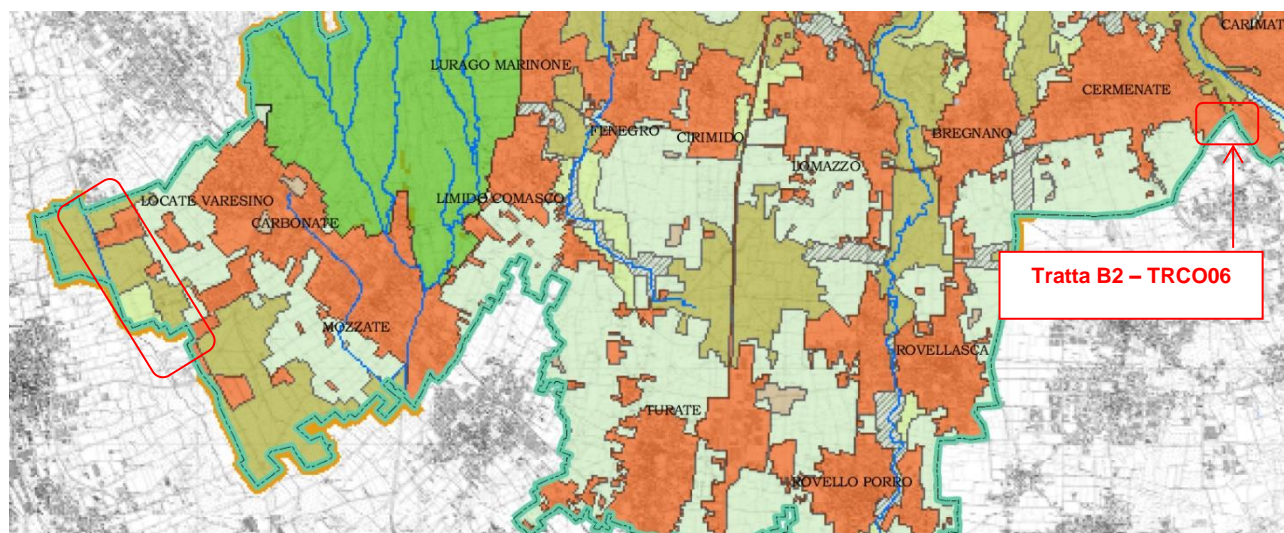 CARIMAT
LURAGO MARINONE
CERMENATE
FENEGRO
CIRIMIDO
BREGNANO
LOMAZZO
LOCATE VARESINO
LIMIDO COMASCO
CARBONATE
Tratta B2 – TRCO06
MOZZATE
ROVELLASCA
TURATE
ROVELLO PORRO